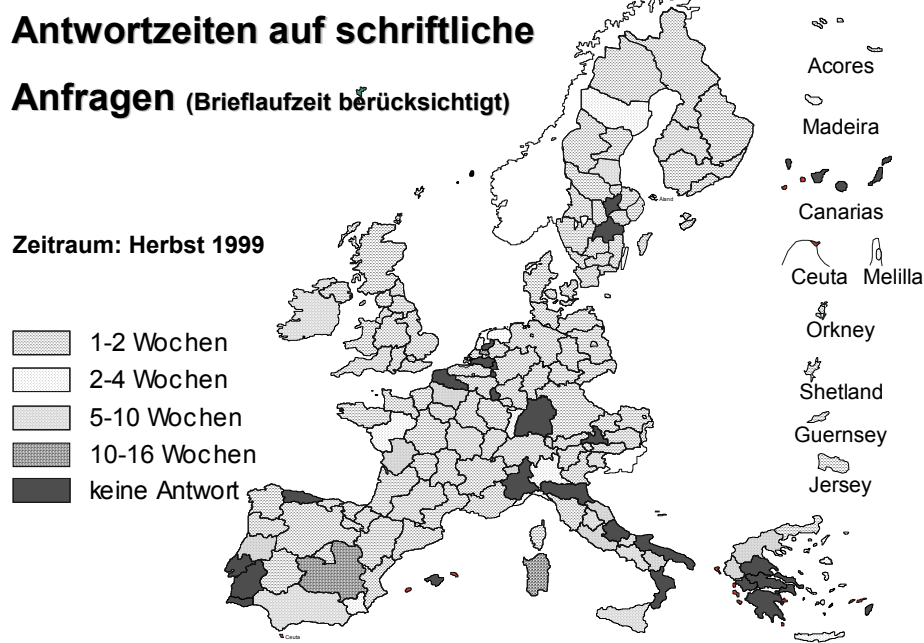 Antwortzeiten auf schriftliche
Anfragen (Brieflaufzeit berücksichtigt)
Zeitraum: Herbst 1999
1-2 Wochen
2-4 Wochen
5-10 Wochen
10-16 Wochen
keine Antwort
Acores
Madeira
Canarias
Ceuta Melilla
Orkney
Shetland
Guernsey
Jersey
Åland
Ceuta